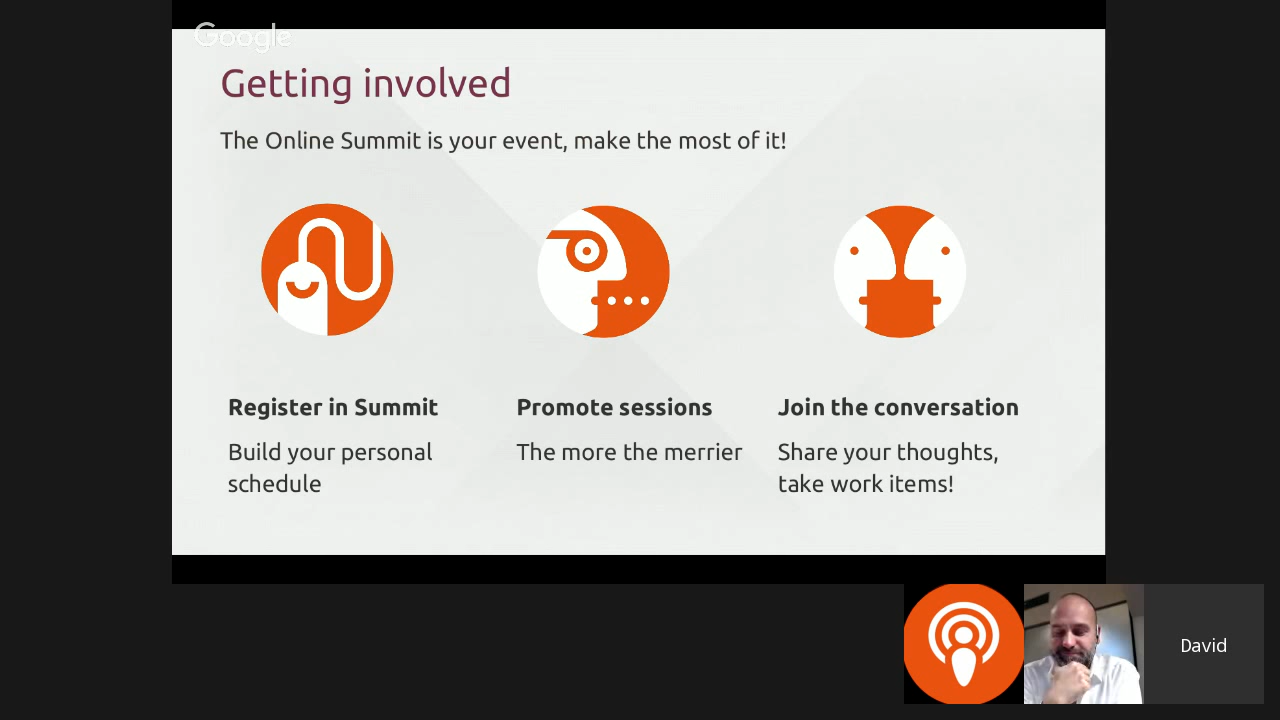 Google
Getting involved
The Online Summit is your event, make the most of it!
Register in Summit
Build your personal
schedule
Promote sessions
The more the merrier
Join the conversation
Share your thoughts,
take work items!
David